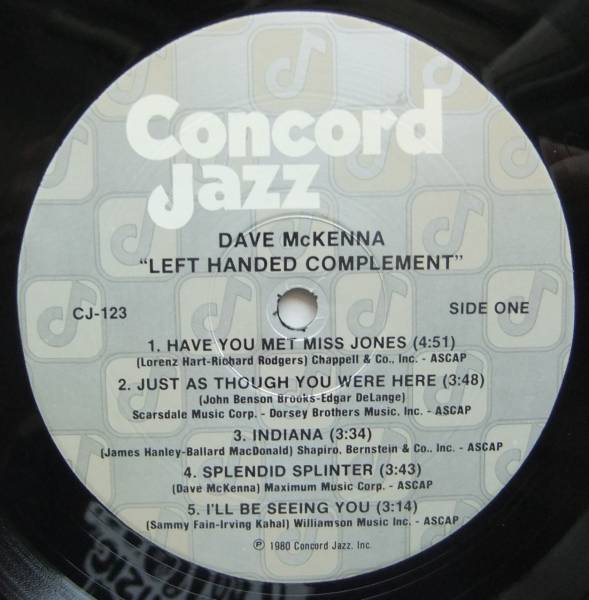 Concord
Jazz
DAVE McKENNA
"LEFT HANDED COMPLEMENT"
CJ-123
SIDE ONE
1. HAVE YOU MET MISS JONES (4:51)
(Lorenz Hart-Richard Rodgers) Chappell & Co., Inc. - ASCAP
2. JUST AS THOUGH YOU WERE HERE (3:48)
(John Benson Brooks-Edgar DeLange)
Scarsdale Music Corp. - Dorsey Brothers Music, Inc. - ASCAP
3. INDIANA (3:34)
(James Hanley-Ballard MacDonald) Shapiro, Bernstein & Co., Inc. - ASCAP
4. SPLENDID SPLINTER (3:43)
(Dave McKenna) Maximum Music Corp. - ASCAP
5. I'LL BE SEEING YOU (3:14)
(Sammy Fain-Irving Kahal) Williamson Music Inc. - ASCAP
℗ 1980 Concord Jazz, Inc.